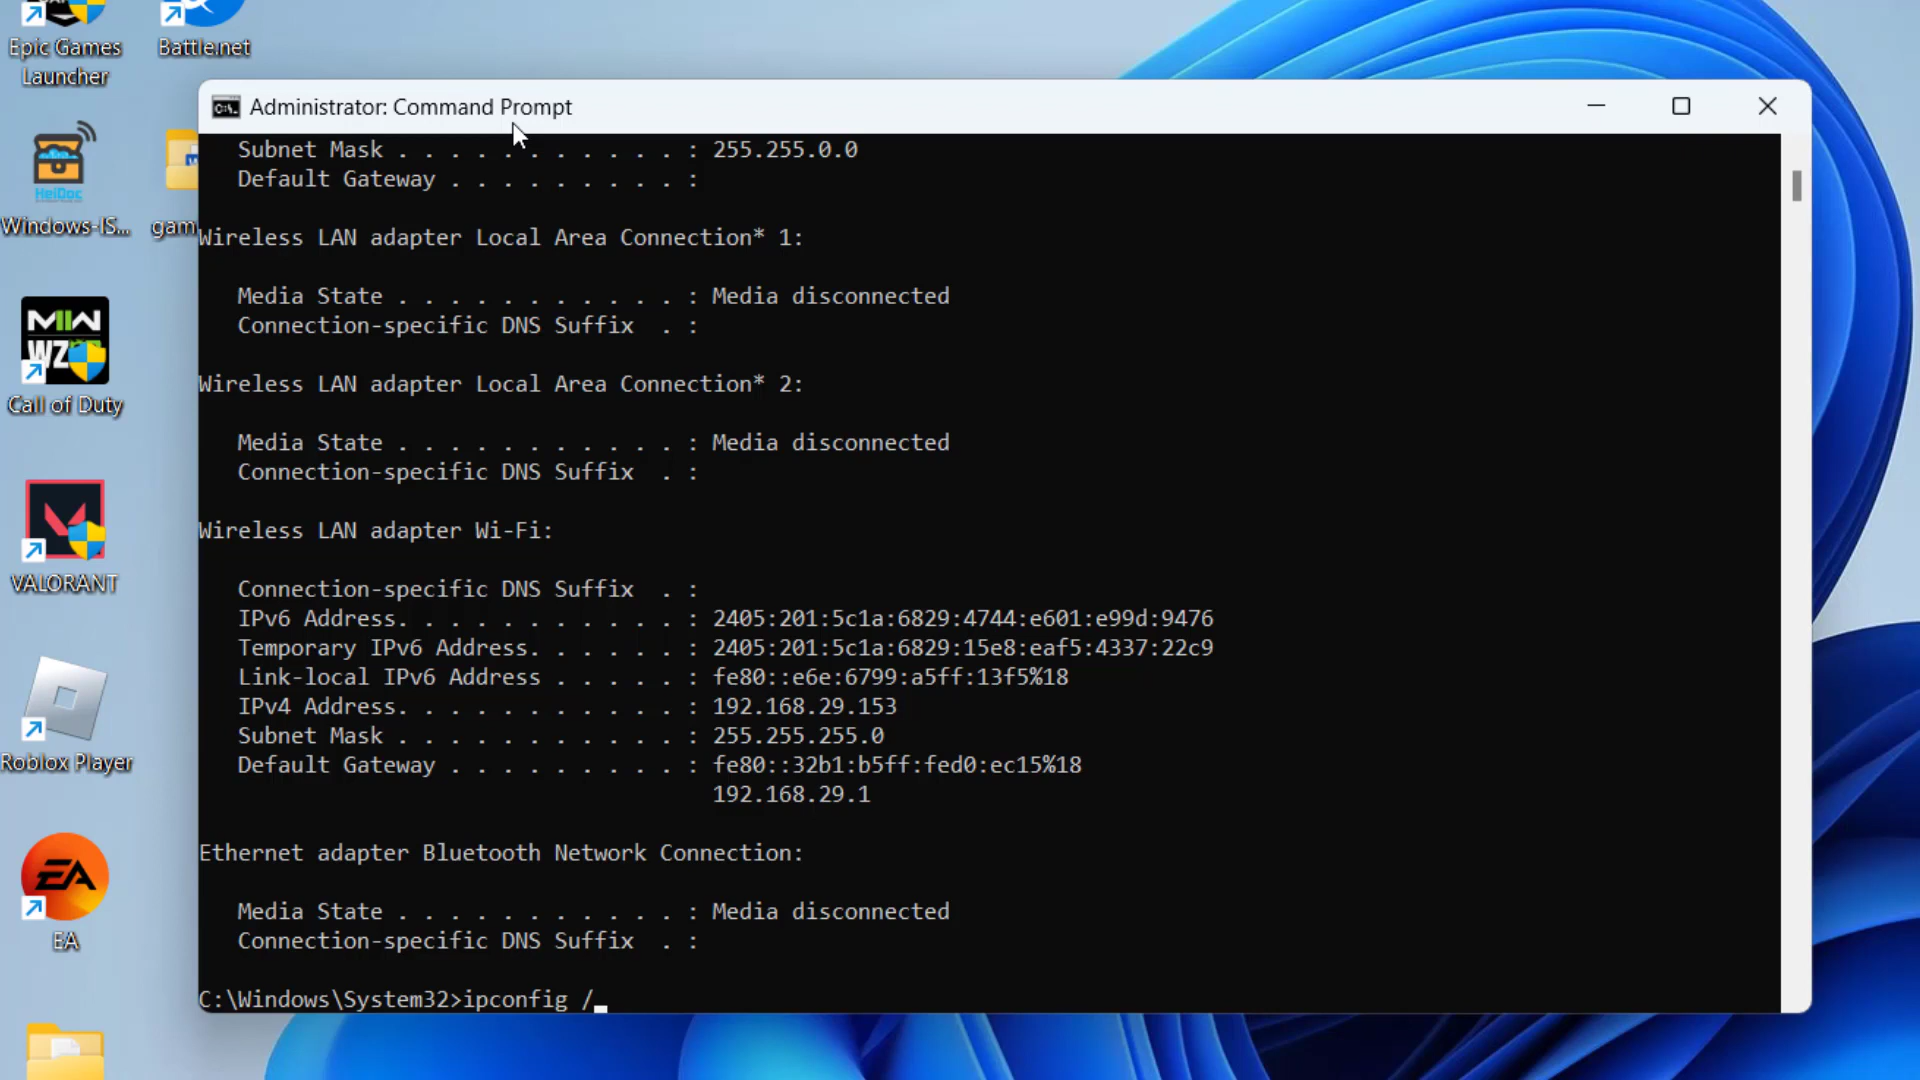 Epic Games
Launcher
Battle.net
HeiDoc
Windows-IS...
gam
MW
WZ
Call of Duty
VALORANT
Roblox Player
EA
EA
Administrator: Command Prompt
Subnet Mask . . . . . . . . . . . : 255.255.0.0
Default Gateway . . . . . . . . . :
Wireless LAN adapter Local Area Connection* 1:
Media State . . . . . . . . . . . : Media disconnected
Connection-specific DNS Suffix  . :
Wireless LAN adapter Local Area Connection* 2:
Media State . . . . . . . . . . . : Media disconnected
Connection-specific DNS Suffix  . :
Wireless LAN adapter Wi-Fi:
Connection-specific DNS Suffix  . :
IPv6 Address. . . . . . . . . . . : 2405:201:5c1a:6829:4744:e601:e99d:9476
Temporary IPv6 Address. . . . . . : 2405:201:5c1a:6829:15e8:eaf5:4337:22c9
Link-local IPv6 Address . . . . . : fe80::e6e:6799:a5ff:13f5%18
IPv4 Address. . . . . . . . . . . : 192.168.29.153
Subnet Mask . . . . . . . . . . . : 255.255.255.0
Default Gateway . . . . . . . . . : fe80::32b1:b5ff:fed0:ec15%18
192.168.29.1
Ethernet adapter Bluetooth Network Connection:
Media State . . . . . . . . . . . : Media disconnected
Connection-specific DNS Suffix  . :
C:\Windows\System32>ipconfig /